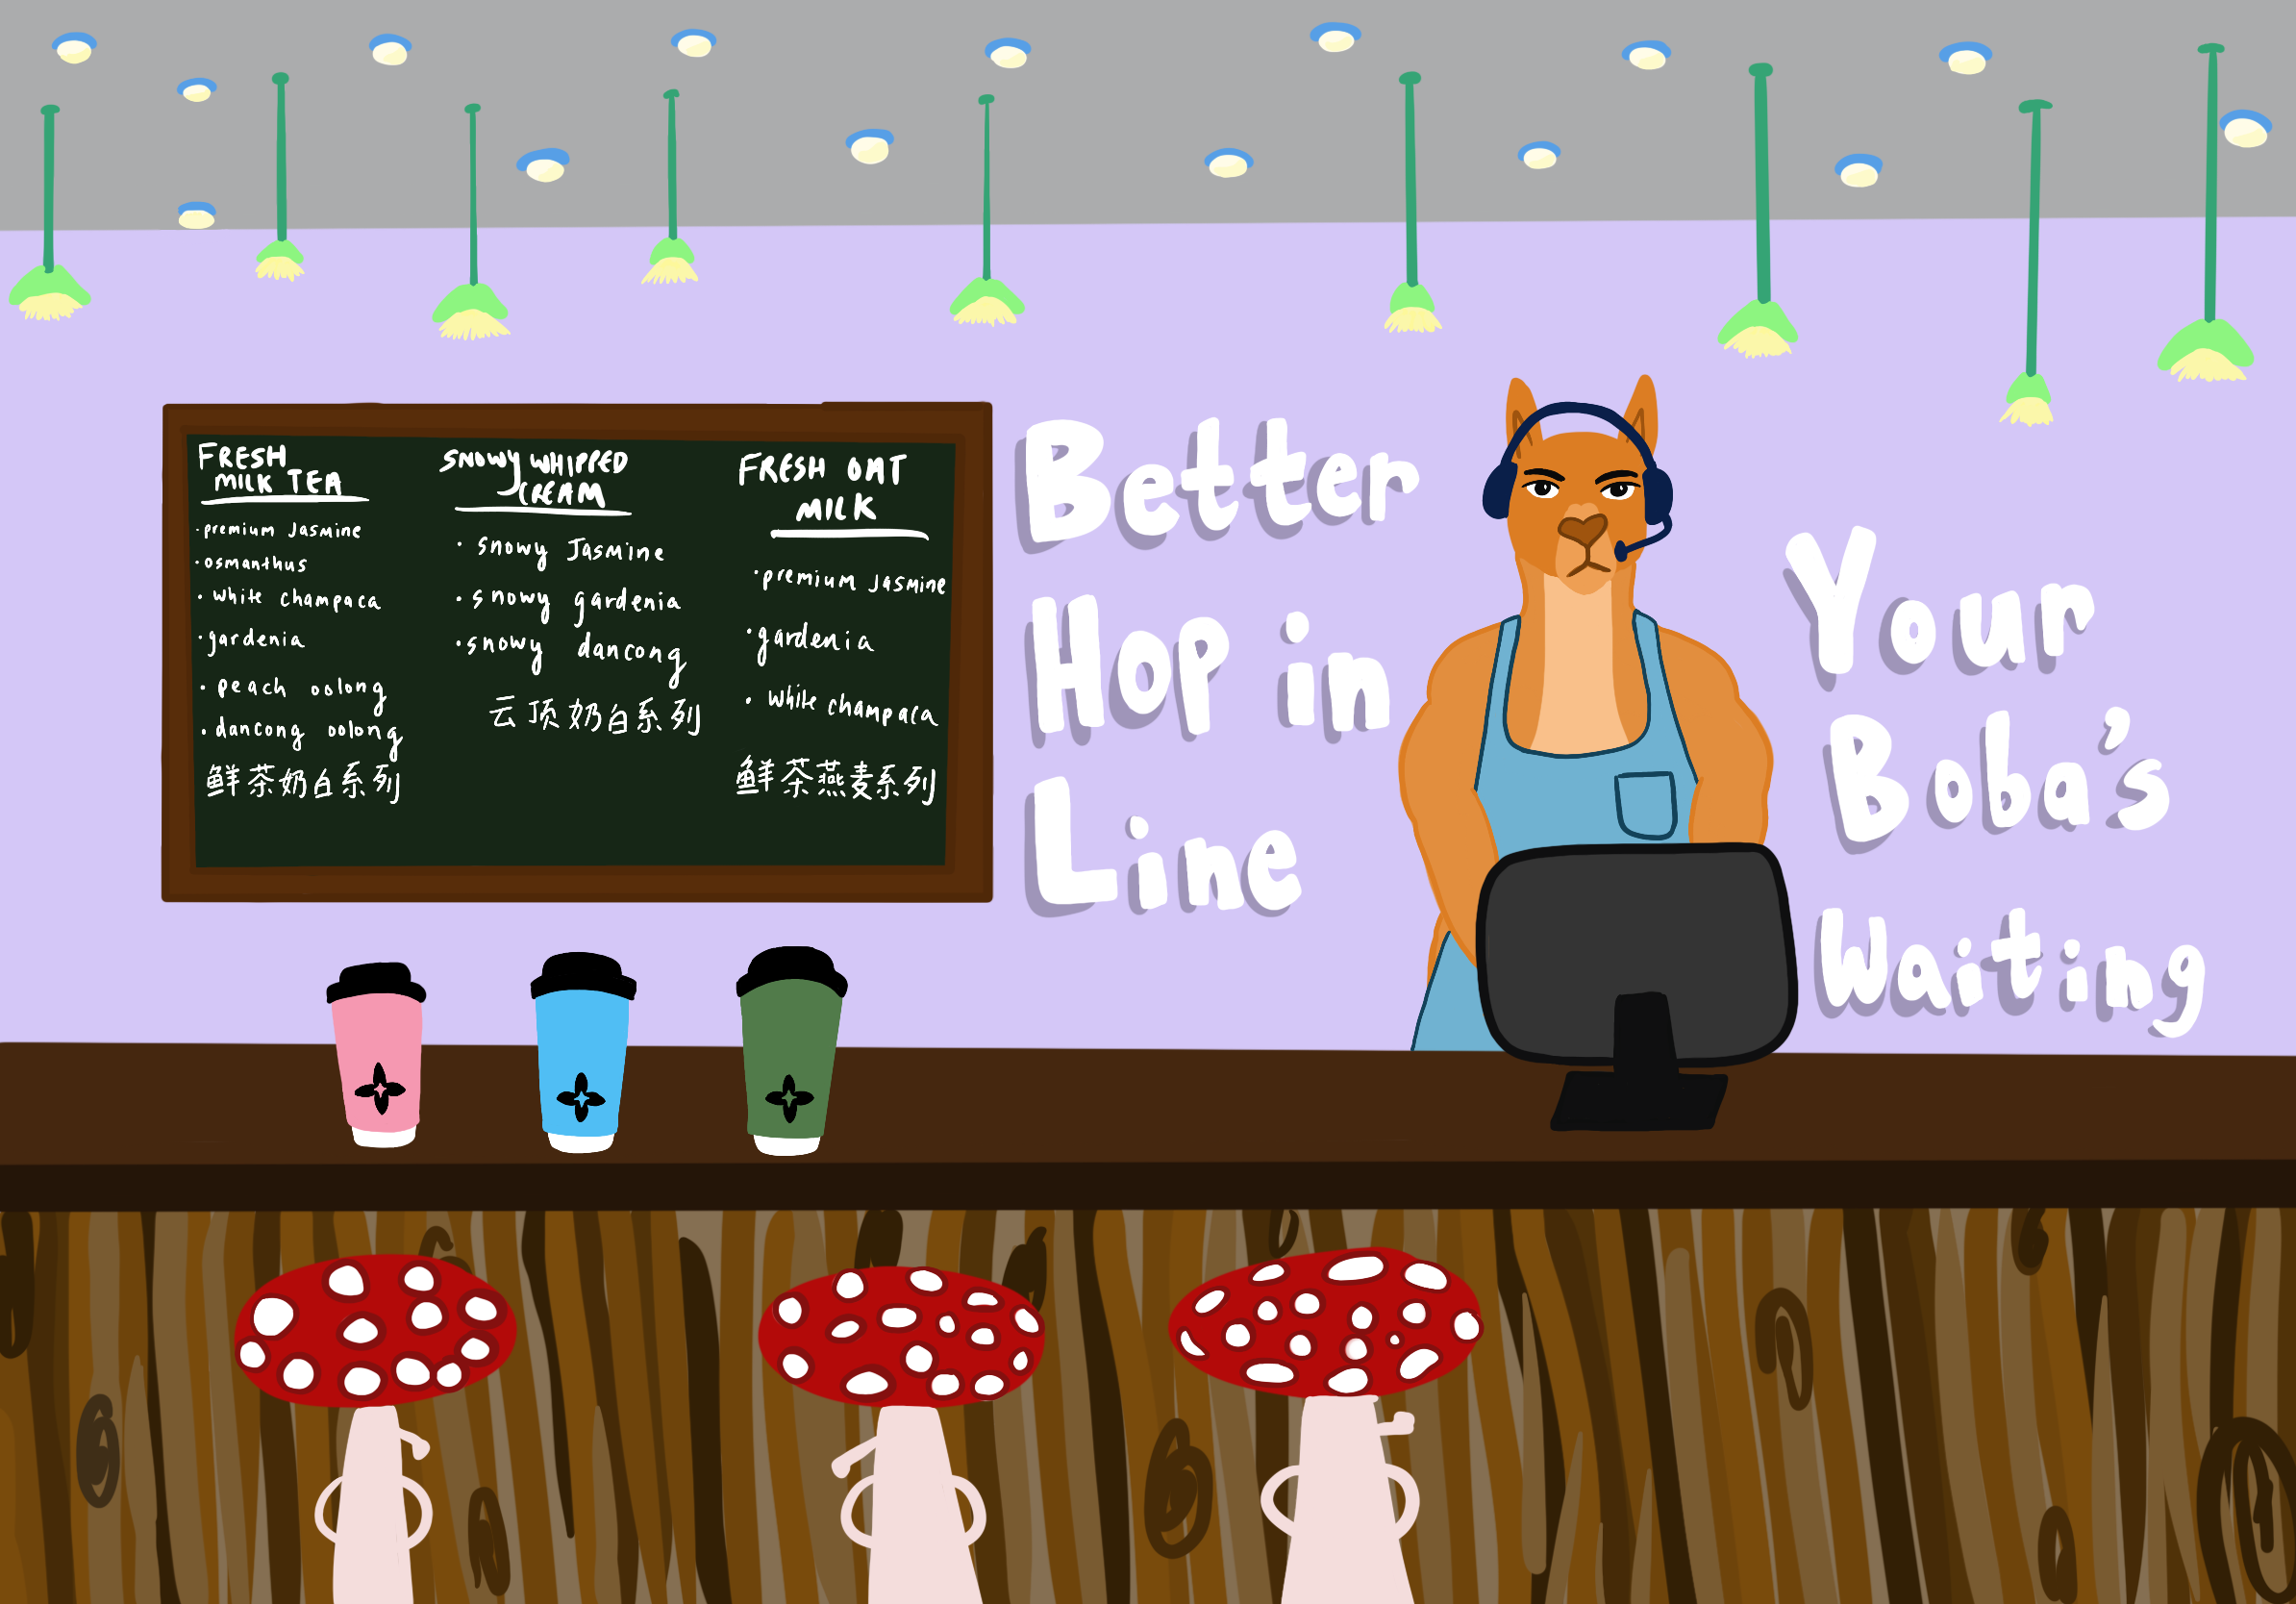 FRESH
MILK TEA
·premium Jasmine
·osmanthus
·white champaca
·gardenia
·peach oolong
·dancong oolong
鲜茶奶白系列
SNOWY WHIPPED
CREAM
·snowy Jasmine
·snowy gardenia
·snowy dancong
云顶奶白系列
FRESH OAT
MILK
·premium Jasmine
·gardenia
·white champaca
鲜茶燕麦系列
Better
Hop in
Line
Your
Boba's
Waiting